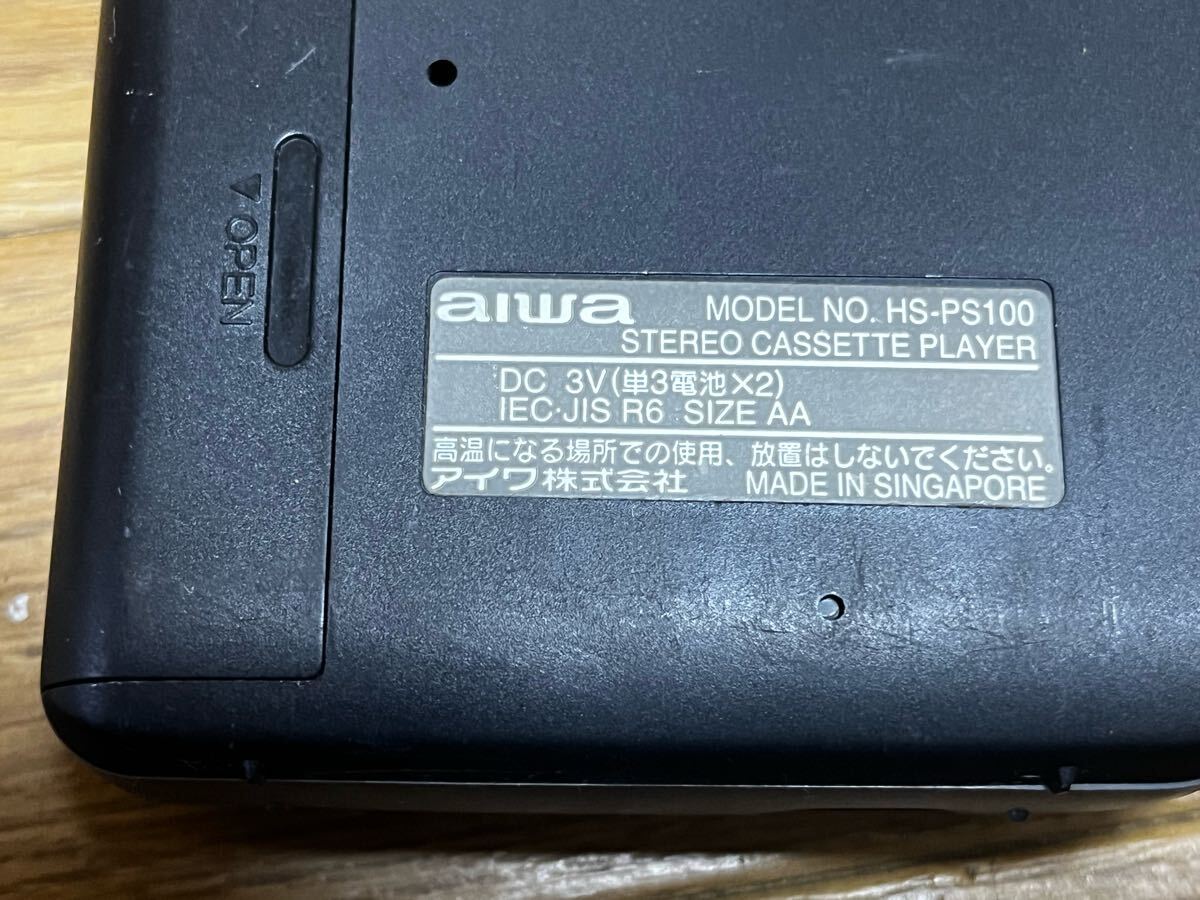 ▼OPEN
aiwa MODEL NO. HS-PS100
STEREO CASSETTE PLAYER
DC 3V(単3電池×2)
IEC·JIS R6 SIZE AA
高温になる場所での使用、放置はしないでください。
アイワ株式会社 MADE IN SINGAPORE